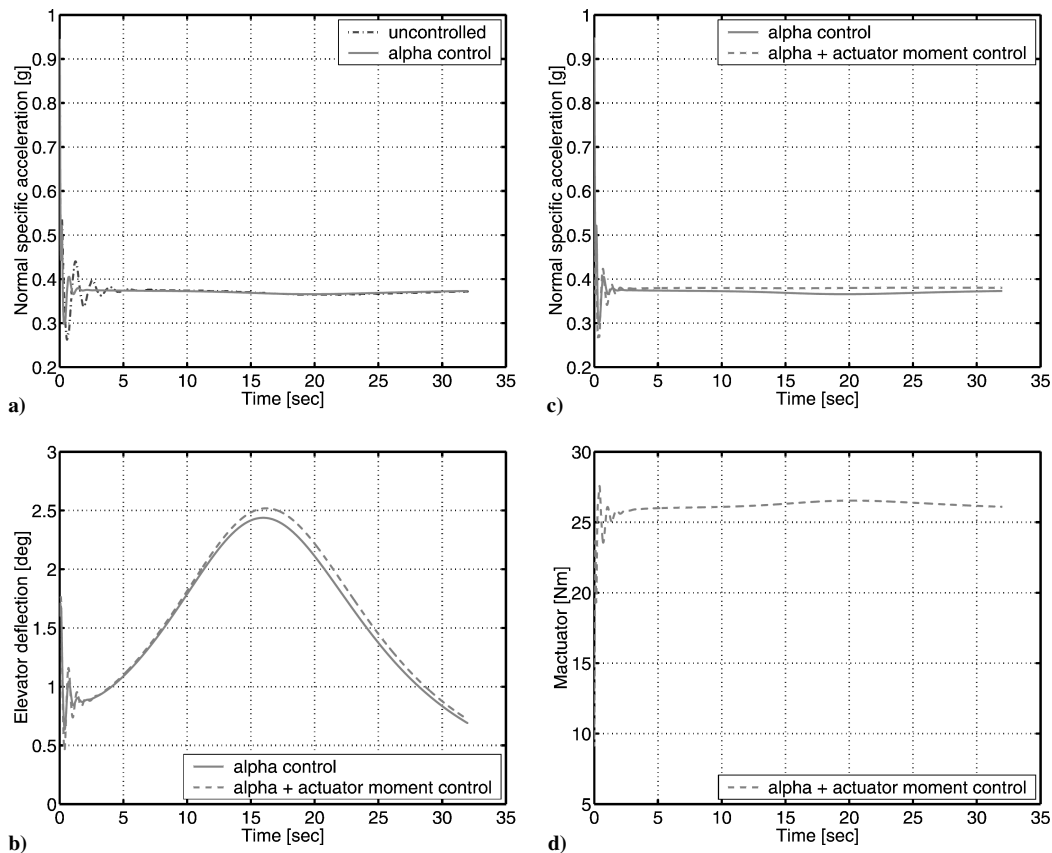 1
0.9
0.8
0.7
0.6
0.5
0.4
0.3
0.2
Normal specific acceleration [g]
uncontrolled
alpha control
0 5 10 15 20 25 30 35
Time [sec]
a)
1
0.9
0.8
0.7
0.6
0.5
0.4
0.3
0.2
Normal specific acceleration [g]
alpha control
alpha + actuator moment control
0 5 10 15 20 25 30 35
Time [sec]
c)
3
2.5
2
1.5
1
0.5
0
Elevator deflection [deg]
alpha control
alpha + actuator moment control
0 5 10 15 20 25 30 35
Time [sec]
b)
30
25
20
15
10
5
Mactuator [Nm]
alpha + actuator moment control
0 5 10 15 20 25 30 35
Time [sec]
d)